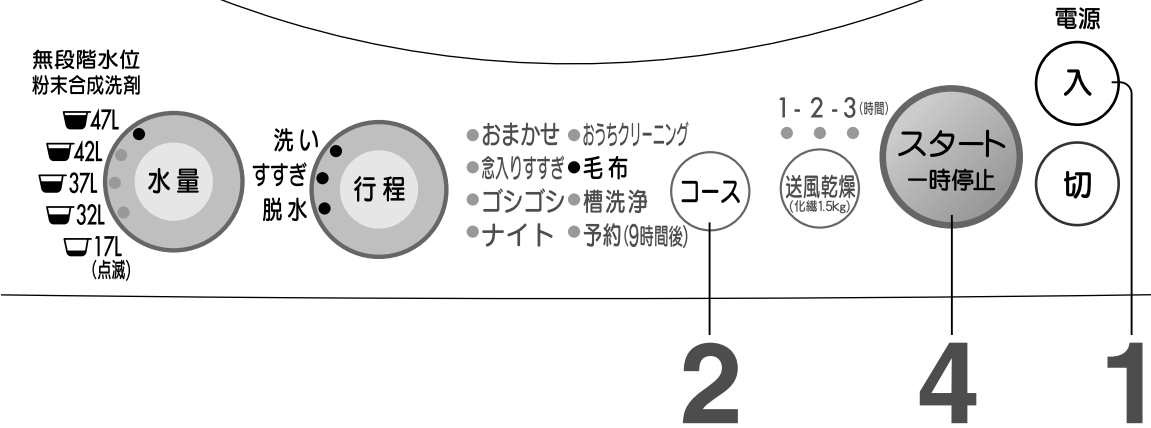 無段階水位
粉末合成洗剤
47L
42L
37L
32L
17L
(点滅)
水量
洗い
すすぎ
脱水
行程
おまかせ
念入りすすぎ
ゴシゴシ
ナイト
おうちクリーニング
毛布
槽洗浄
予約(9時間後)
コース
1 - 2 - 3(時間)
送風乾燥
(化繊1.5kg)
スタート
一時停止
電源
入
切
2
4
1